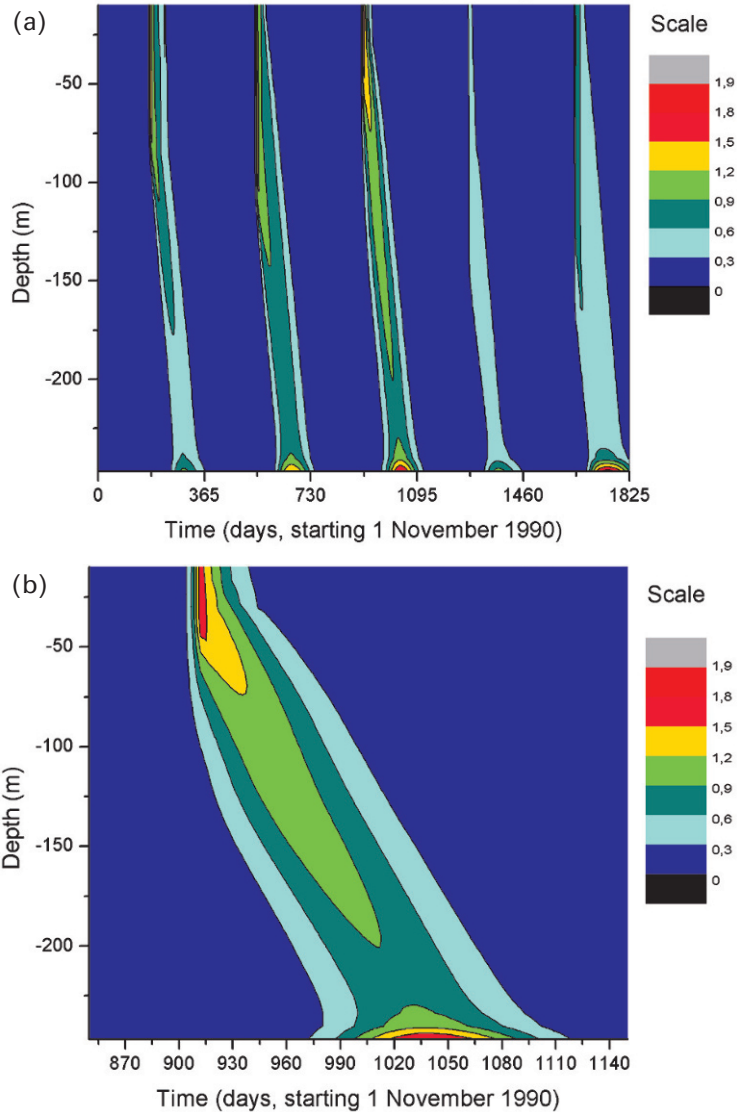 (a)
Scale
1,9
1,8
1,5
1,2
0,9
0,6
0,3
0
-50
-100
-150
-200
Depth (m)
0 365 730 1095 1460 1825
Time (days, starting 1 November 1990)
(b)
Scale
1,9
1,8
1,5
1,2
0,9
0,6
0,3
0
-50
-100
-150
-200
Depth (m)
870 900 930 960 990 1020 1050 1080 1110 1140
Time (days, starting 1 November 1990)